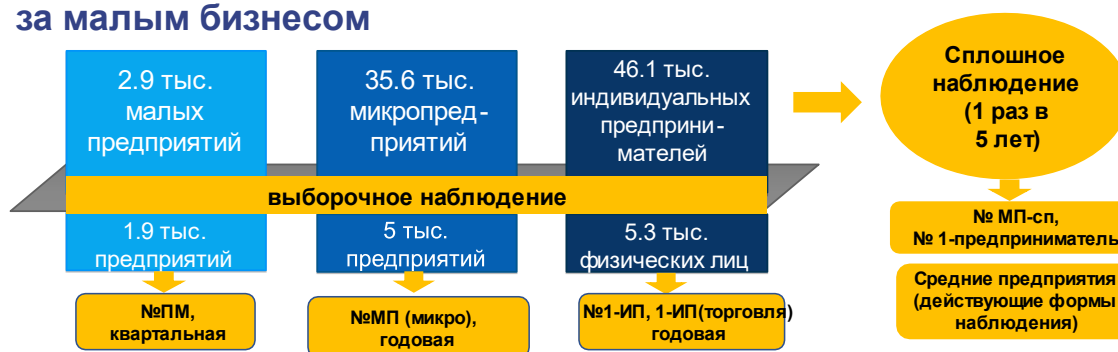 за малым бизнесом
2.9 тыс.
малых
предприятий
35.6 тыс.
микропред-
приятий
46.1 тыс.
индивидуальных
предприни-
мателей
Сплошное
наблюдение
(1 раз в
5 лет)
выборочное наблюдение
1.9 тыс.
предприятий
5 тыс.
предприятий
5.3 тыс.
физических лиц
№ МП-сп,
№ 1-предприниматель
№ПМ,
квартальная
№МП (микро),
годовая
№1-ИП, 1-ИП(торговля)
годовая
Средние предприятия
(действующие формы
наблюдения)